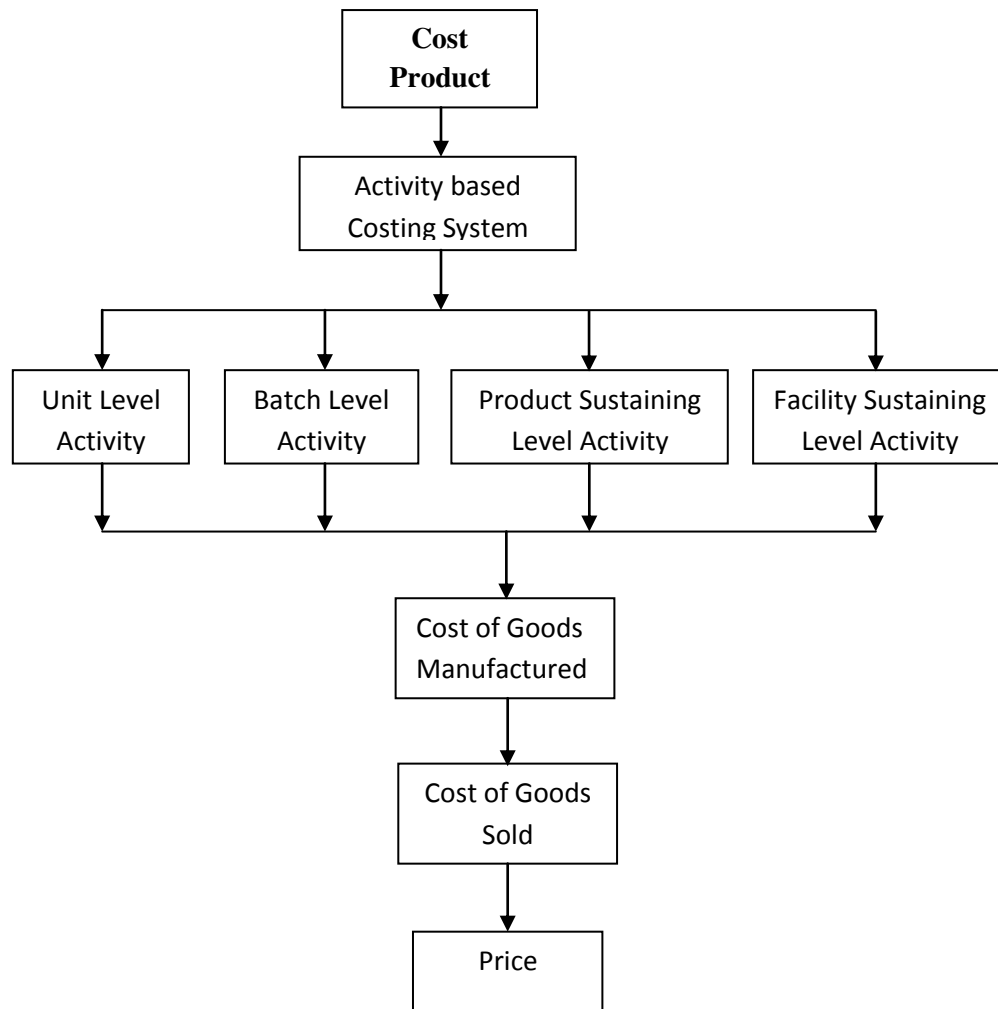 Cost
Product
Activity based
Costing System
Unit Level
Activity
Batch Level
Activity
Product Sustaining
Level Activity
Facility Sustaining
Level Activity
Cost of Goods
Manufactured
Cost of Goods
Sold
Price